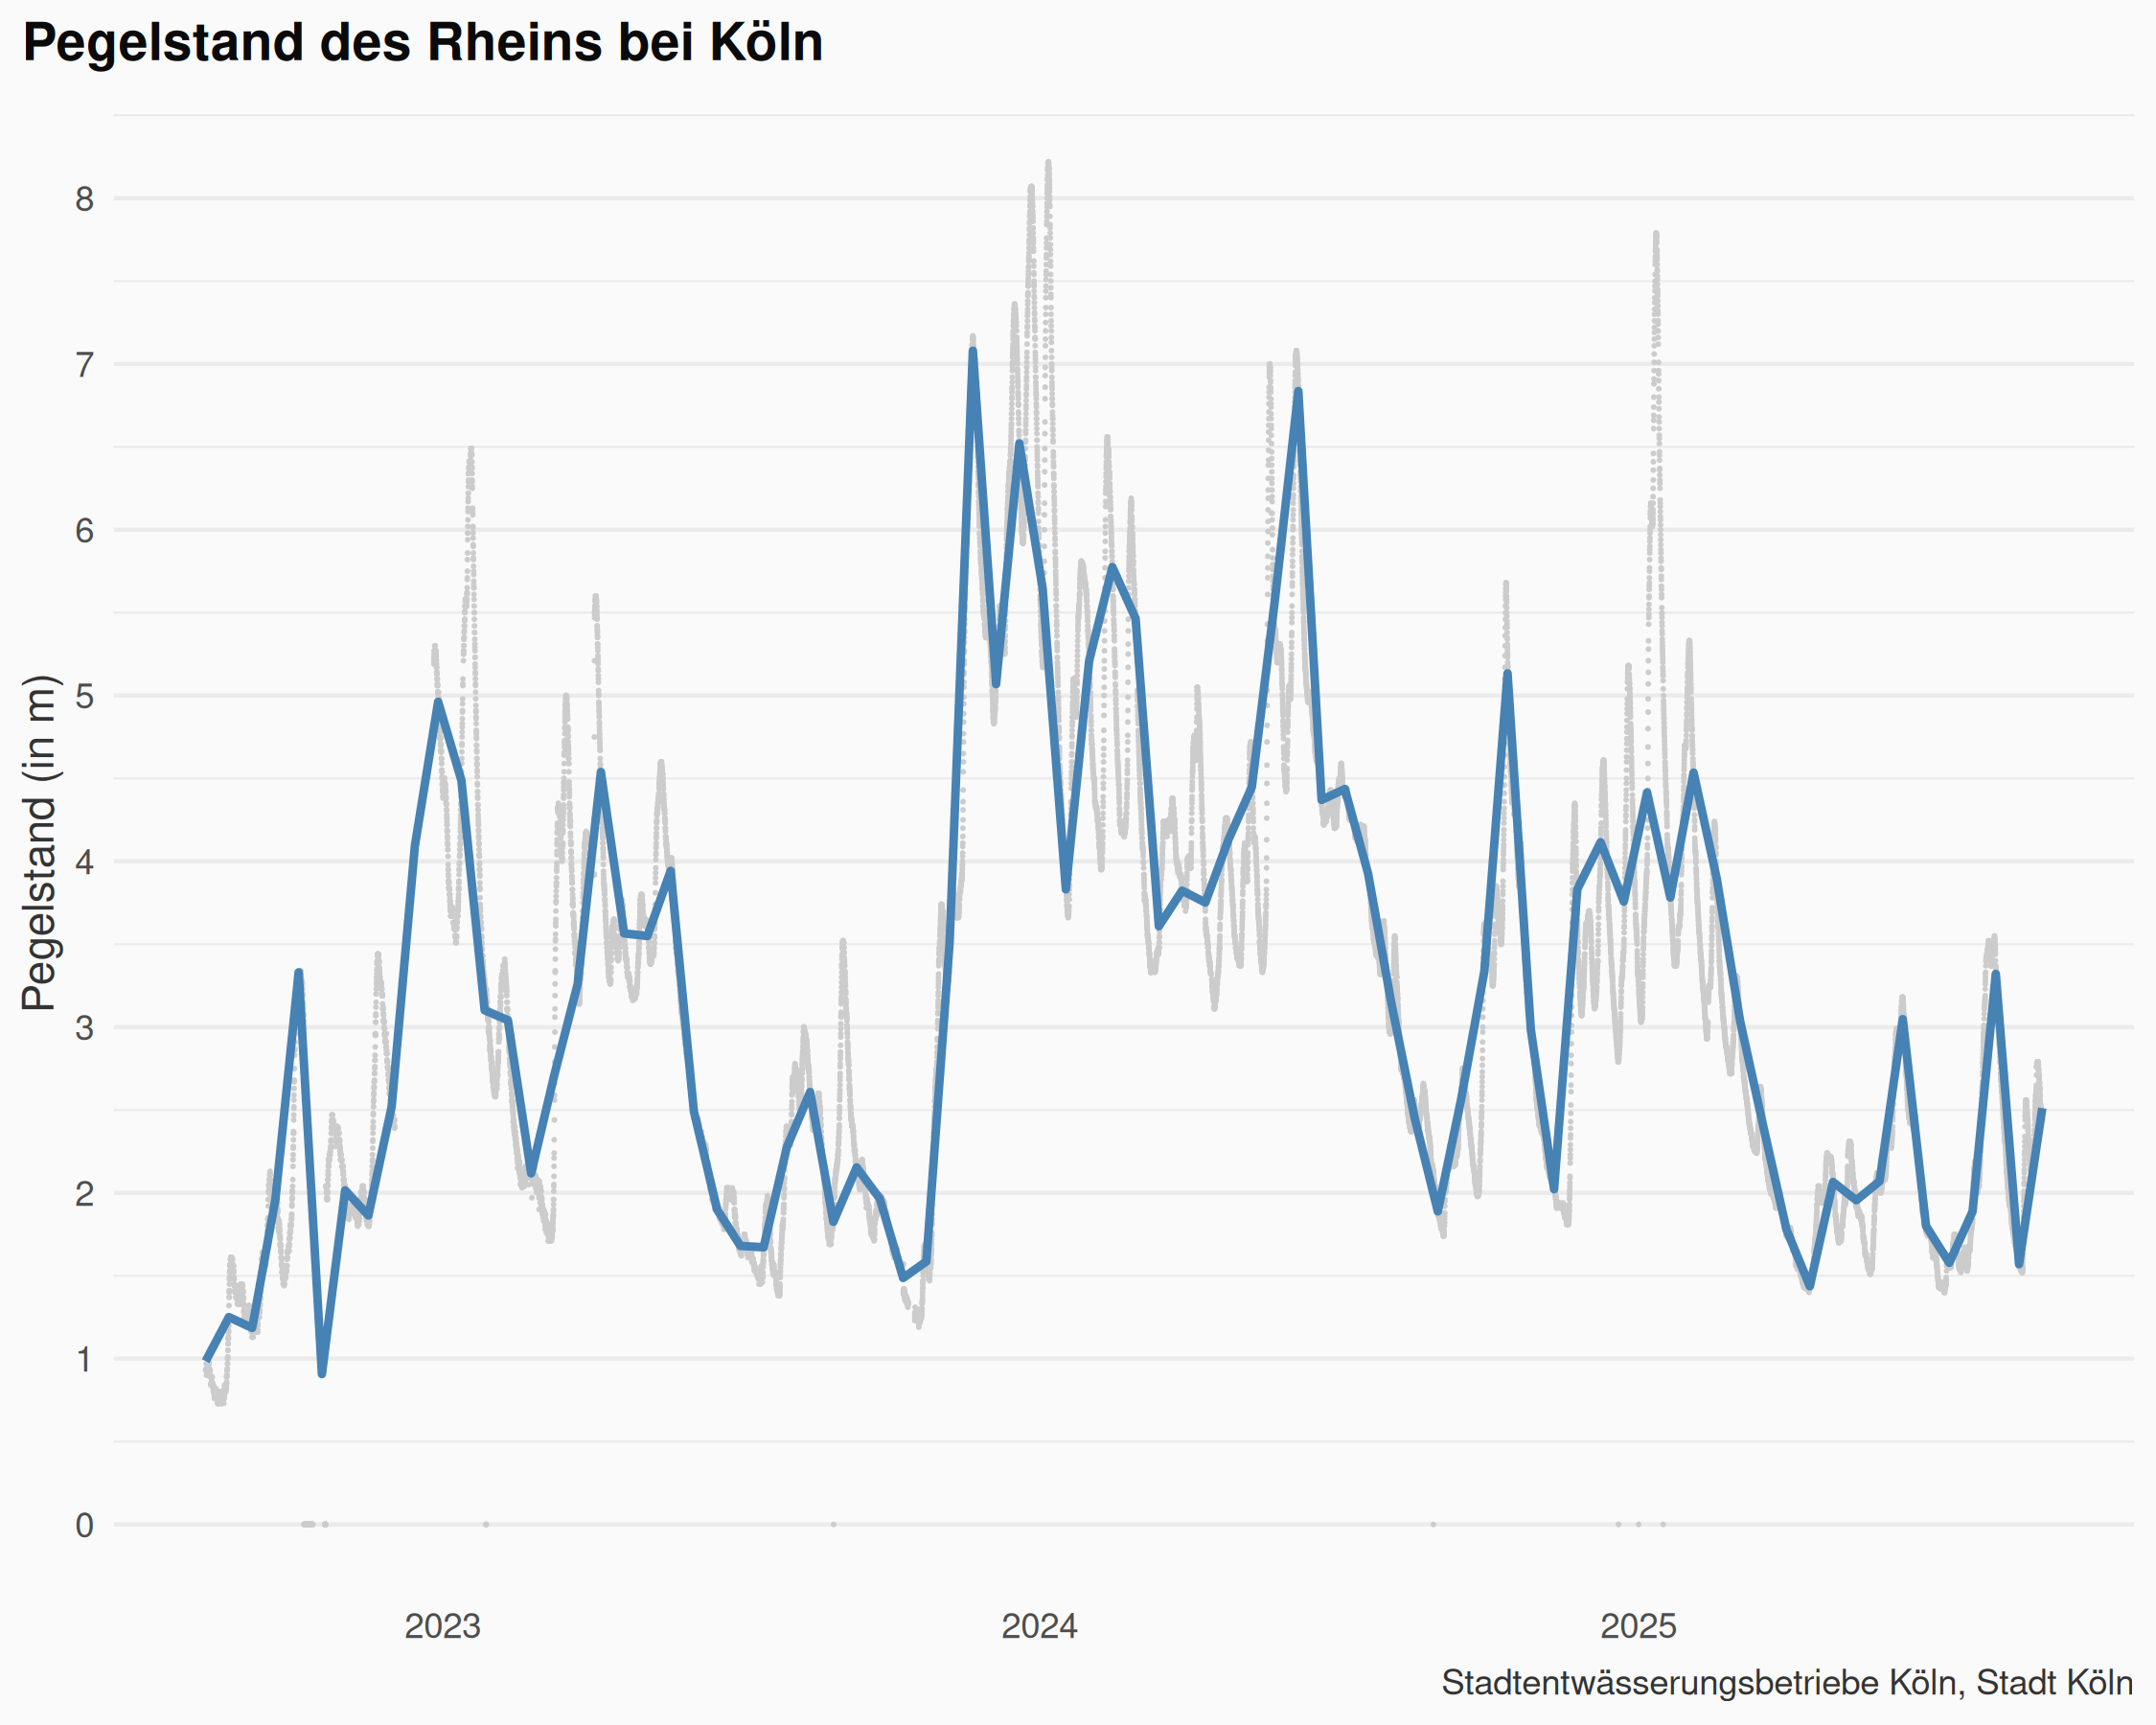 Pegelstand des Rheins bei Köln
Pegelstand (in m)
8
7
6
5
4
3
2
1
0
2023 2024 2025
Stadtentwässerungsbetriebe Köln, Stadt Köln